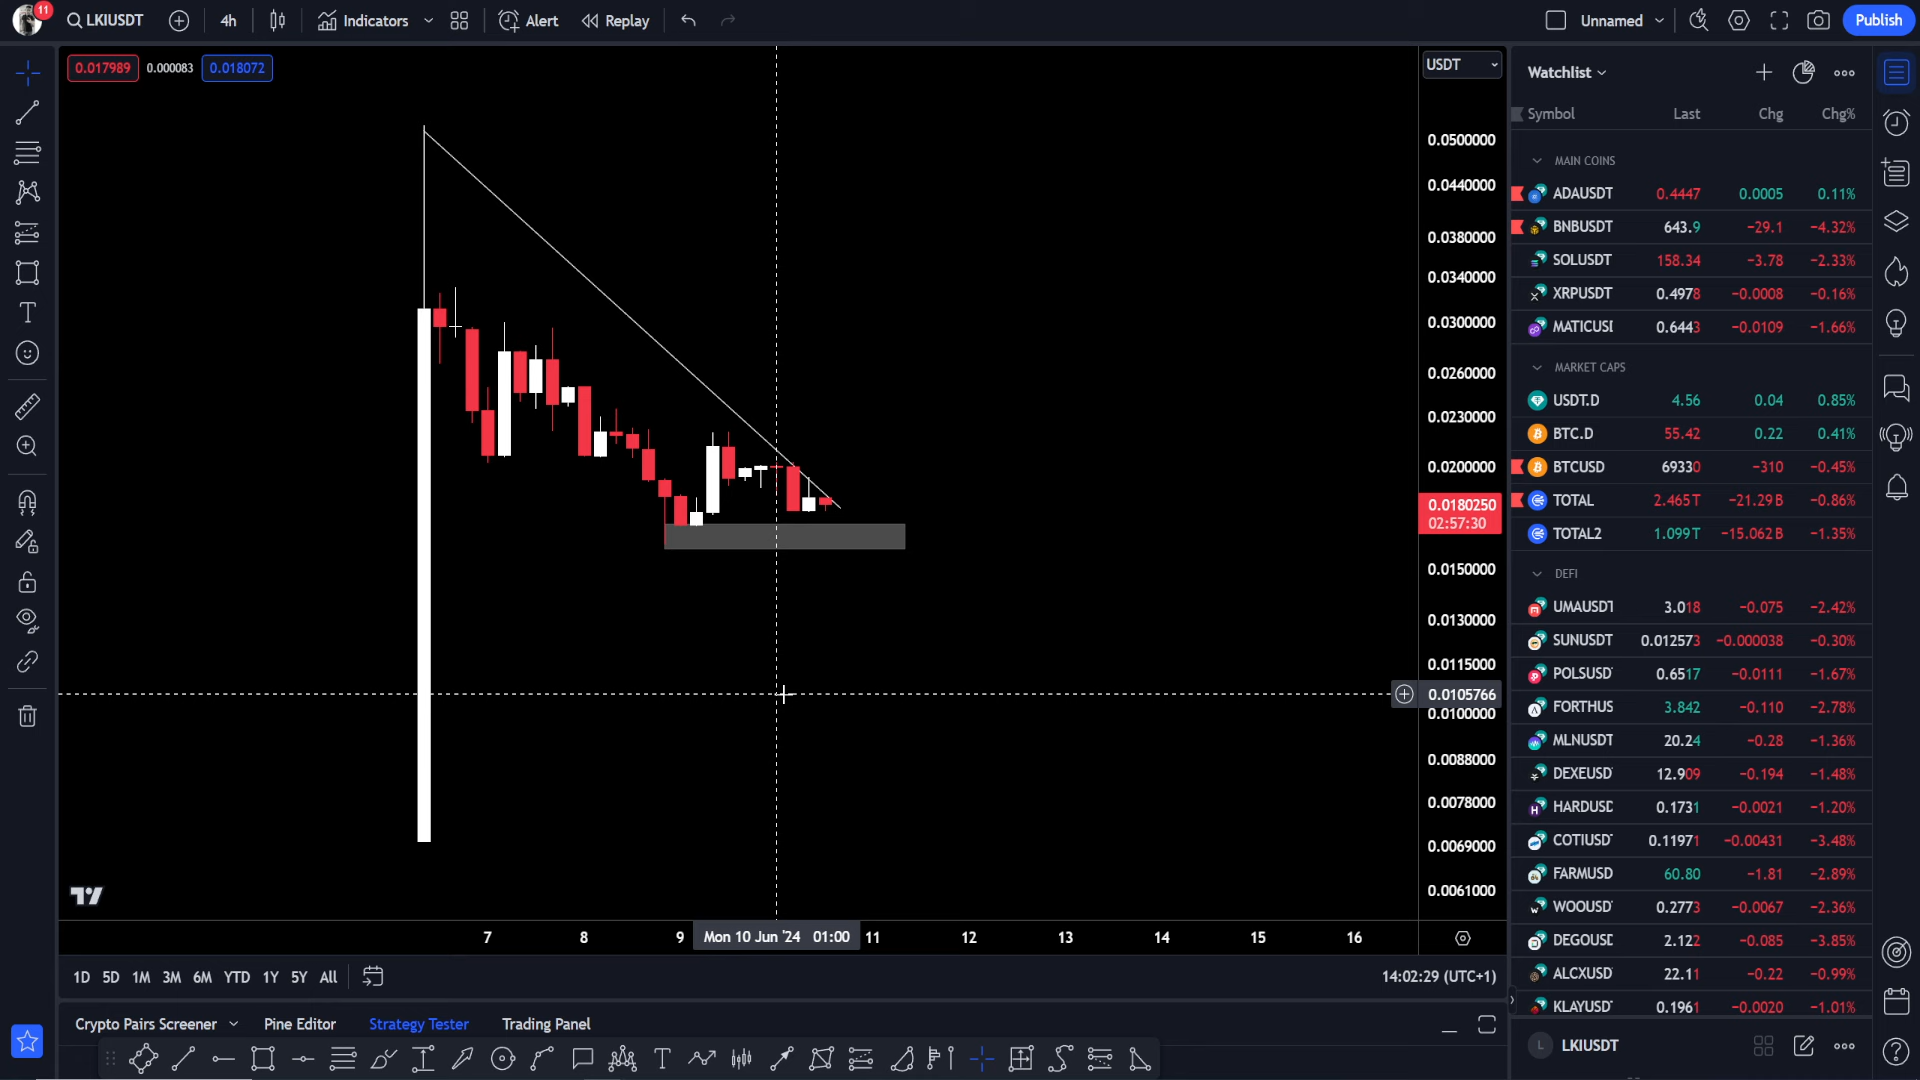 11
LKIUSDT
4h
Indicators
Alert
Replay
Unnamed
Publish
0.017989
0.000083
0.018072
USDT
0.0500000
0.0440000
0.0380000
0.0340000
0.0300000
0.0260000
0.0230000
0.0200000
0.0180250
02:57:30
0.0150000
0.0130000
0.0115000
0.0105766
0.0100000
0.0088000
0.0078000
0.0069000
0.0061000
7 8 9 Mon 10 Jun '24 01:00 11 12 13 14 15 16
1D 5D 1M 3M 6M YTD 1Y 5Y All
14:02:29 (UTC+1)
Crypto Pairs Screener
Pine Editor
Strategy Tester
Trading Panel
Watchlist
Symbol Last Chg Chg%
MAIN COINS
ADAUSDT 0.4447 0.0005 0.11%
BNBUSDT 643.9 −29.1 −4.32%
SOLUSDT 158.34 −3.78 −2.33%
XRPUSDT 0.4978 −0.0008 −0.16%
MATICUSI 0.6443 −0.0109 −1.66%
MARKET CAPS
USDT.D 4.56 0.04 0.85%
BTC.D 55.42 0.22 0.41%
BTCUSD 69330 −310 −0.45%
TOTAL 2.465T −21.29B −0.86%
TOTAL2 1.099T −15.062B −1.35%
DEFI
UMAUSDT 3.018 −0.075 −2.42%
SUNUSDT 0.012573 −0.000038 −0.30%
POLSUSD 0.6517 −0.0111 −1.67%
FORTHUS 3.842 −0.110 −2.78%
MLNUSDT 20.24 −0.28 −1.36%
DEXEUSD 12.909 −0.194 −1.48%
HARDUSD 0.1731 −0.0021 −1.20%
COTIUSD 0.11971 −0.00431 −3.48%
FARMUSD 60.80 −1.81 −2.89%
WOOUSD 0.2773 −0.0067 −2.36%
DEGOUSD 2.122 −0.085 −3.85%
ALCXUSD 22.11 −0.22 −0.99%
KLAYUSD 0.1961 −0.0020 −1.01%
L LKIUSDT